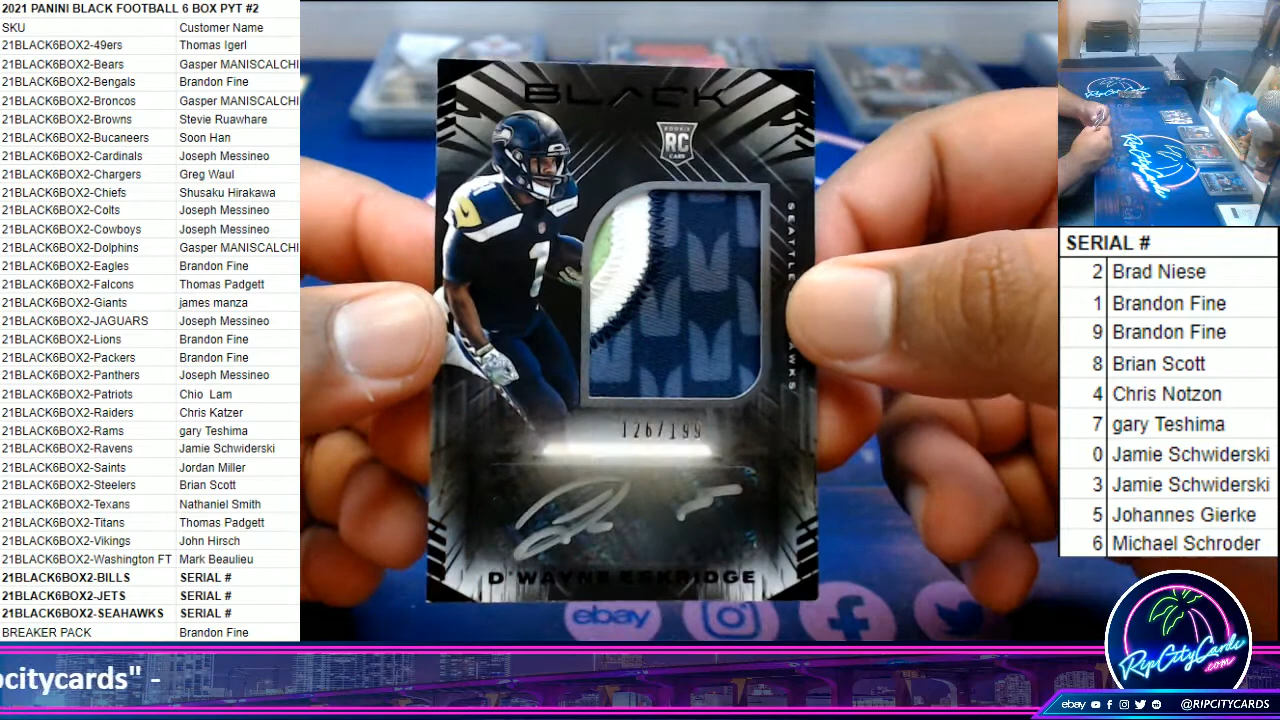 2021 PANINI BLACK FOOTBALL 6 BOX PYT #2
SKU Customer Name
21BLACK6BOX2-49ers Thomas Igerl
21BLACK6BOX2-Bears Gasper MANISCALCHI
21BLACK6BOX2-Bengals Brandon Fine
21BLACK6BOX2-Broncos Gasper MANISCALCHI
21BLACK6BOX2-Browns Stevie Ruawhare
21BLACK6BOX2-Bucaneers Soon Han
21BLACK6BOX2-Cardinals Joseph Messineo
21BLACK6BOX2-Chargers Greg Waul
21BLACK6BOX2-Chiefs Shusaku Hirakawa
21BLACK6BOX2-Colts Joseph Messineo
21BLACK6BOX2-Cowboys Joseph Messineo
21BLACK6BOX2-Dolphins Gasper MANISCALCHI
21BLACK6BOX2-Eagles Brandon Fine
21BLACK6BOX2-Falcons Thomas Padgett
21BLACK6BOX2-Giants james manza
21BLACK6BOX2-JAGUARS Joseph Messineo
21BLACK6BOX2-Lions Brandon Fine
21BLACK6BOX2-Packers Brandon Fine
21BLACK6BOX2-Panthers Joseph Messineo
21BLACK6BOX2-Patriots Chio Lam
21BLACK6BOX2-Raiders Chris Katzer
21BLACK6BOX2-Rams gary Teshima
21BLACK6BOX2-Ravens Jamie Schwiderski
21BLACK6BOX2-Saints Jordan Miller
21BLACK6BOX2-Steelers Brian Scott
21BLACK6BOX2-Texans Nathaniel Smith
21BLACK6BOX2-Titans Thomas Padgett
21BLACK6BOX2-Vikings John Hirsch
21BLACK6BOX2-Washington FT Mark Beaulieu
21BLACK6BOX2-BILLS SERIAL #
21BLACK6BOX2-JETS SERIAL #
21BLACK6BOX2-SEAHAWKS SERIAL #
BREAKER PACK Brandon Fine
BLACK
ROOKIE
RC
CARD
1
SEATTLE
126/199
D'WAYNE ESKRIDGE
ebay
SERIAL #
2 Brad Niese
1 Brandon Fine
9 Brandon Fine
8 Brian Scott
4 Chris Notzon
7 gary Teshima
0 Jamie Schwiderski
3 Jamie Schwiderski
5 Johannes Gierke
6 Michael Schroder
RipCityCards
.com
ocitycards" -
ebay @RIPCITYCARDS